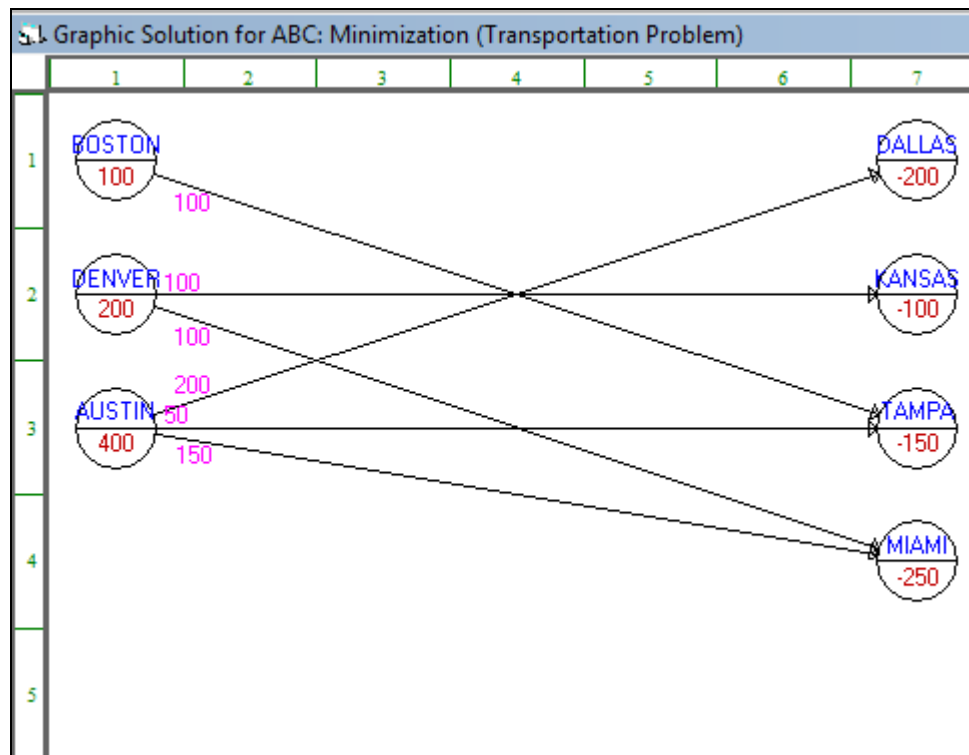 Graphic Solution for ABC: Minimization (Transportation Problem)
1 2 3 4 5 6 7
1
BOSTON
100
100
DALLAS
-200
2
DENVER
200
100
100
KANSAS
-100
3
AUSTIN
400
200
50
150
TAMPA
-150
4
MIAMI
-250
5